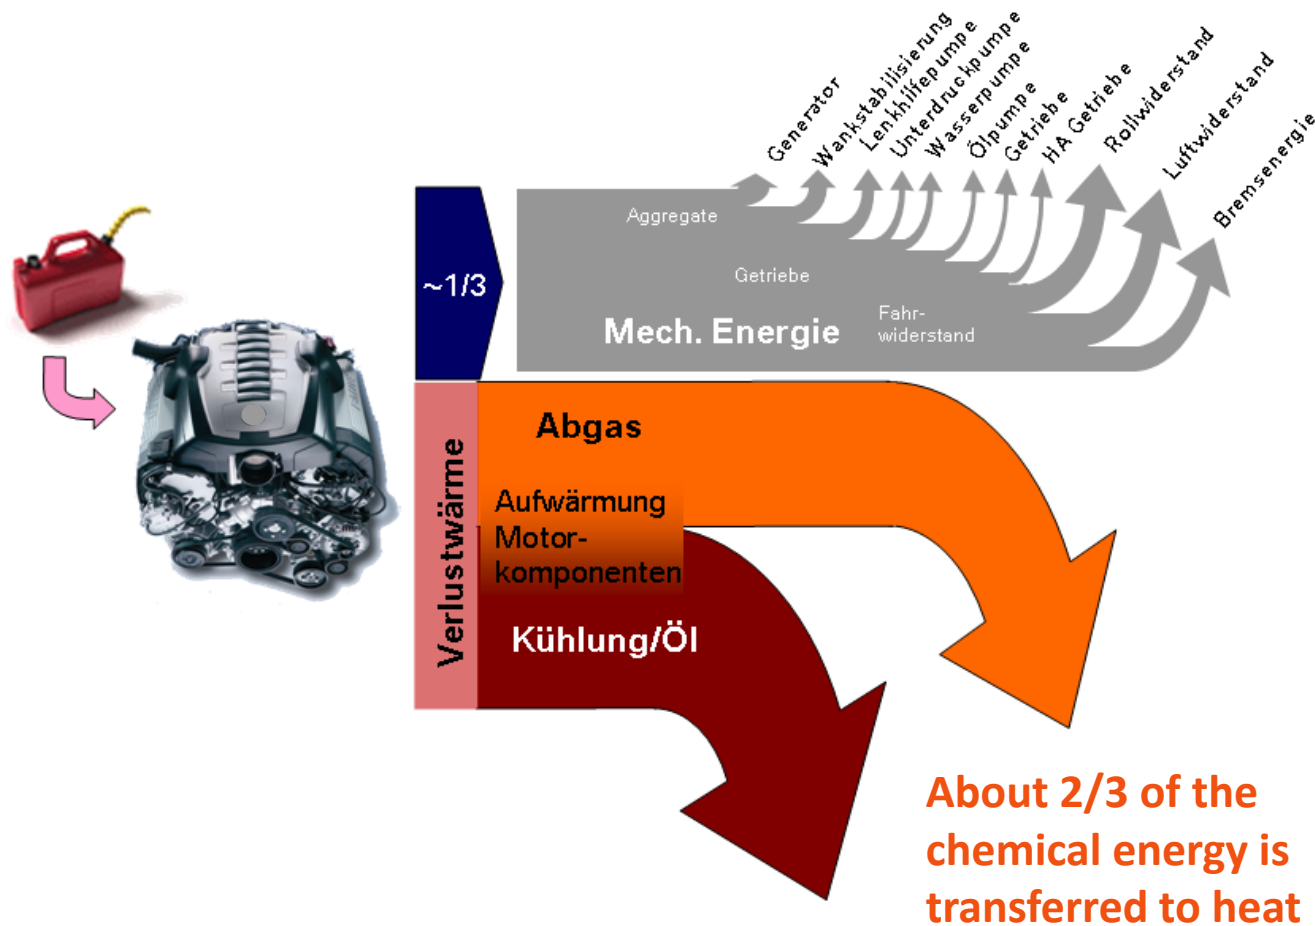 Generator
Wankstabilisierung
Lenkhilfepumpe
Unterdruckpumpe
Wasserpumpe
Ölpumpe
Getriebe
HA Getriebe
Rollwiderstand
Luftwiderstand
Bremsenergie
Aggregate
~1/3
Getriebe
Mech. Energie
Fahr-
widerstand
Verlustwärme
Abgas
Aufwärmung
Motor-
komponenten
Kühlung/Öl
About 2/3 of the
chemical energy is
transferred to heat